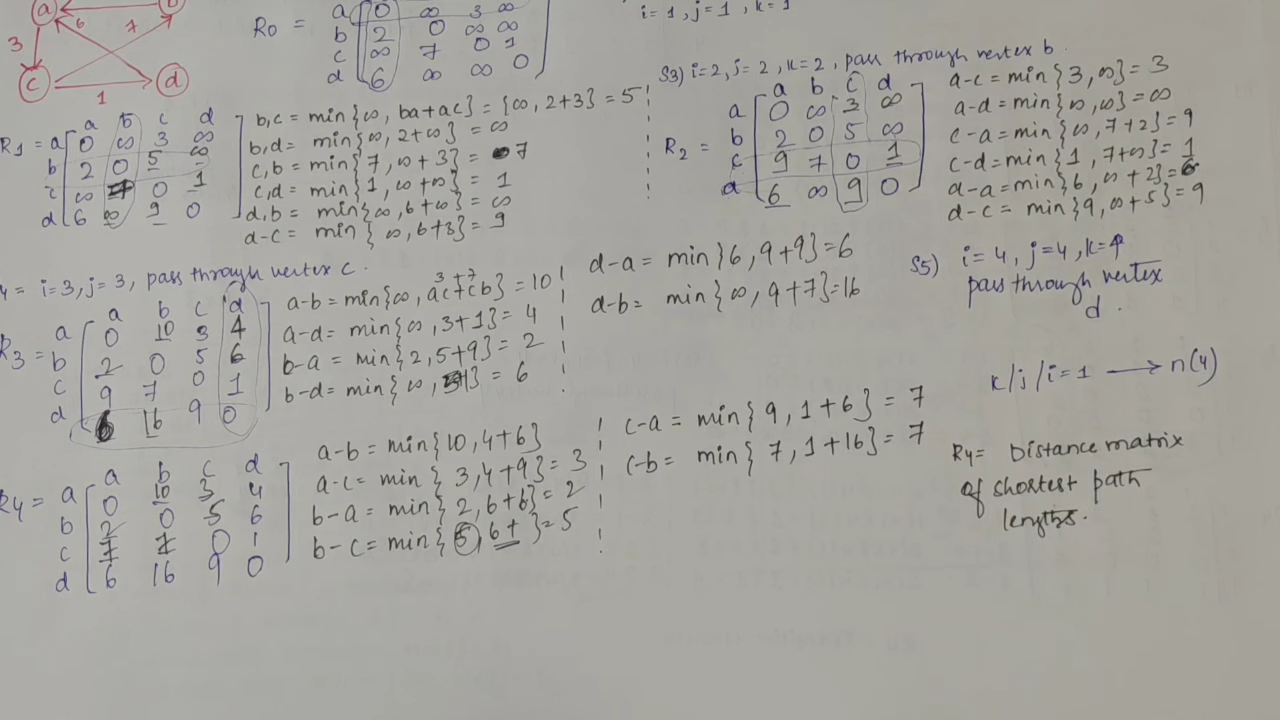 a
6
7
3
c
d
1
R0 =
a 0 ∞ 3 ∞
b 2 0 ∞ ∞
c ∞ 7 0 1
d 6 ∞ ∞ 0
i=1, j=1, k=1
a b c d
R1 = a 0 ∞ 3 ∞
b 2 0 5 ∞
c ∞ 7 0 1
d 6 ∞ 9 0
b,c = min{∞, ba+ac} = {∞, 2+3} = 5
b,d = min{∞, 2+∞} = ∞
c,b = min{7, ∞+3} = 7
c,d = min{1, ∞+∞} = 1
d,b = min{∞, 6+∞} = ∞
d-c = min{∞, 6+3} = 9
S3) i=2, j=2, k=2, pass through vertex b.
a b c d
a 0 ∞ 3 ∞
b 2 0 5 ∞
R2 =
c 9 7 0 1
d 6 ∞ 9 0
a-c = min{3, ∞} = 3
a-d = min{∞, ∞} = ∞
c-a = min{∞, 7+2} = 9
c-d = min{1, 7+∞} = 1
d-a = min{6, ∞+2} = 6
d-c = min{9, ∞+5} = 9
4 = i=3, j=3, pass through vertex c.
a b c d
a 0 10 3 4
R3 = b 2 0 5 6
c 9 7 0 1
d 6 16 9 0
3+7
a-b = min{∞, ac+cb} = 10
a-d = min{∞, 3+1} = 4
b-a = min{2, 5+9} = 2
b-d = min{∞, 5+1} = 6
d-a = min{6, 9+9} = 6
d-b = min{∞, 9+7} = 16
S5) i=4, j=4, k=4
pass through vertex
d.
k/j/i=1 → n(4)
a b c d
R4 = a 0 10 3 4
b 2 0 5 6
c 7 7 0 1
d 6 16 9 0
a-b = min{10, 4+6}
a-c = min{3, 4+9} = 3
b-a = min{2, 6+6} = 2
b-c = min{5, 6+ } = 5
c-a = min{9, 1+6} = 7
c-b = min{7, 1+16} = 7
R4 = Distance matrix
of shortest path
lengths.